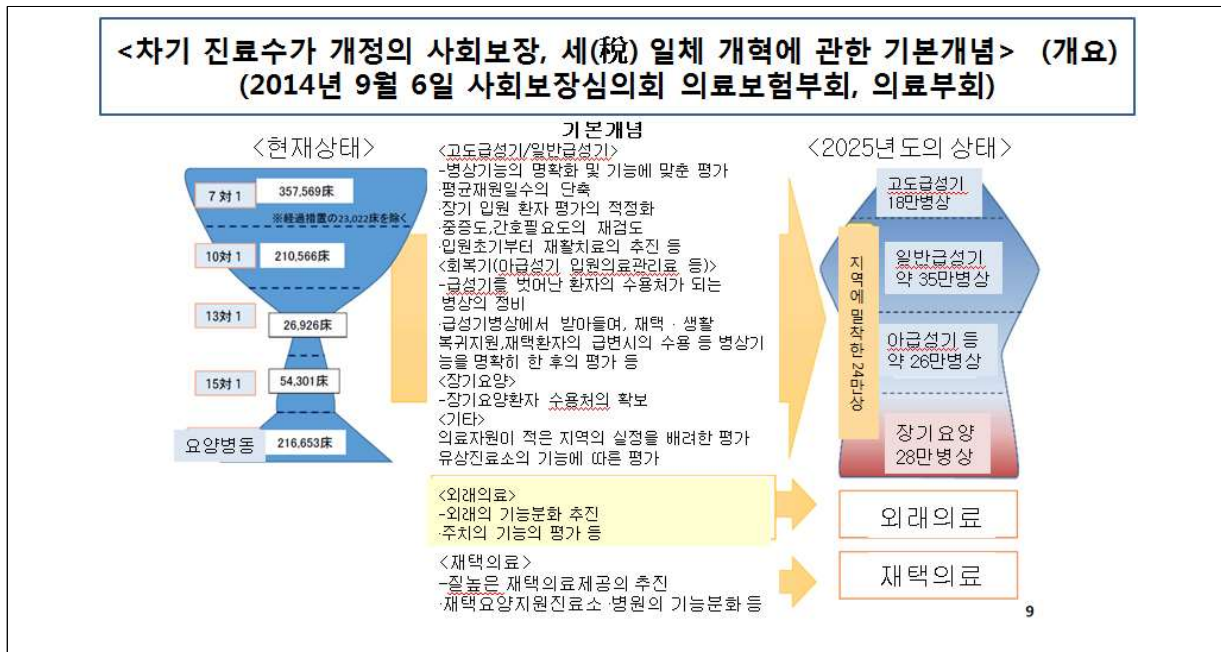 <차기 진료수가 개정의 사회보장, 세(稅) 일체 개혁에 관한 기본개념> (개요)
(2014년 9월 6일 사회보장심의회 의료보험부회, 의료부회)
<현재상태>
7 対 1
357,569床
※経過措置の23,022床を除く
10対 1
210,566床
13対 1
26,926床
15対 1
54,301床
요양병동
216,653床
기본개념
<고도급성기/일반급성기>
-병상기능의 명확화 및 기능에 맞춘 평가
·평균재원일수의 단축
·장기 입원 환자 평가의 적정화
·중증도,간호필요도의 재검도
·입원초기부터 재활치료의 추진 등
<회복기(아급성기 입원의료관리료 등)>
-급성기를 벗어난 환자의 수용처가 되는
병상의 정비
·급성기병상에서 받아들여, 재택 · 생활
복귀지원,재택환자의 급변시의 수용 등 병상기
능을 명확히 한 후의 평가 등
<장기요양>
-장기요양환자 수용처의 확보
<기타>
의료자원이 적은 지역의 실정을 배려한 평가
유상진료소의 기능에 따른 평가
<외래의료>
-외래의 기능분화 추진
·주치의 기능의 평가 등
<재택의료>
-질높은 재택의료제공의 추진
·재택요양지원진료소·병원의 기능분화 등
<2025년도의 상태>
지역에 밀착한 24만상
고도급성기
18만병상
일반급성기
약 35만병상
아급성기 등
약 26만병상
장기요양
28만병상
외래의료
재택의료
9